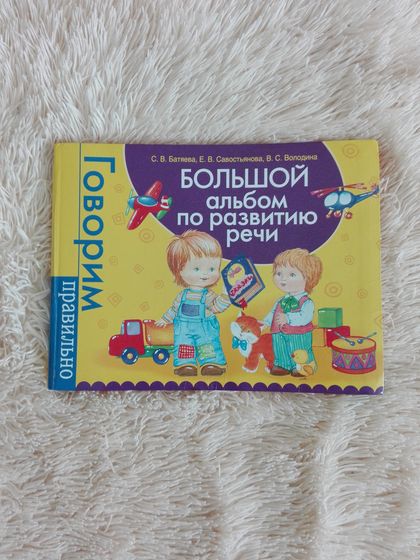 С. В. Батяева, Е. В. Савостьянова, В. С. Володина
БОЛЬШОЙ
альбом
по развитию
речи
Говорим
правильно